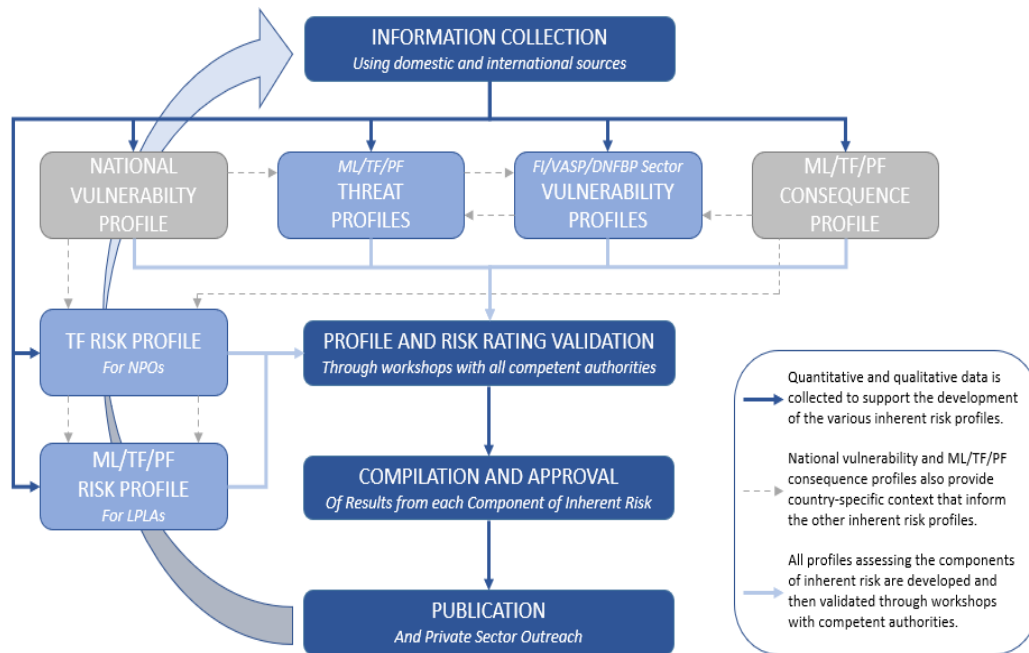 INFORMATION COLLECTION
Using domestic and international sources
NATIONAL
VULNERABILTY
PROFILE
ML/TF/PF
THREAT
PROFILES
FI/VASP/DNFBP Sector
VULNERABILITY
PROFILES
ML/TF/PF
CONSEQUENCE
PROFILE
TF RISK PROFILE
For NPOs
PROFILE AND RISK RATING VALIDATION
Through workshops with all competent authorities
ML/TF/PF
RISK PROFILE
For LPLAs
COMPILATION AND APPROVAL
Of Results from each Component of Inherent Risk
PUBLICATION
And Private Sector Outreach
Quantitative and qualitative data is
collected to support the development
of the various inherent risk profiles.
National vulnerability and ML/TF/PF
consequence profiles also provide
country-specific context that inform
the other inherent risk profiles.
All profiles assessing the components
of inherent risk are developed and
then validated through workshops
with competent authorities.